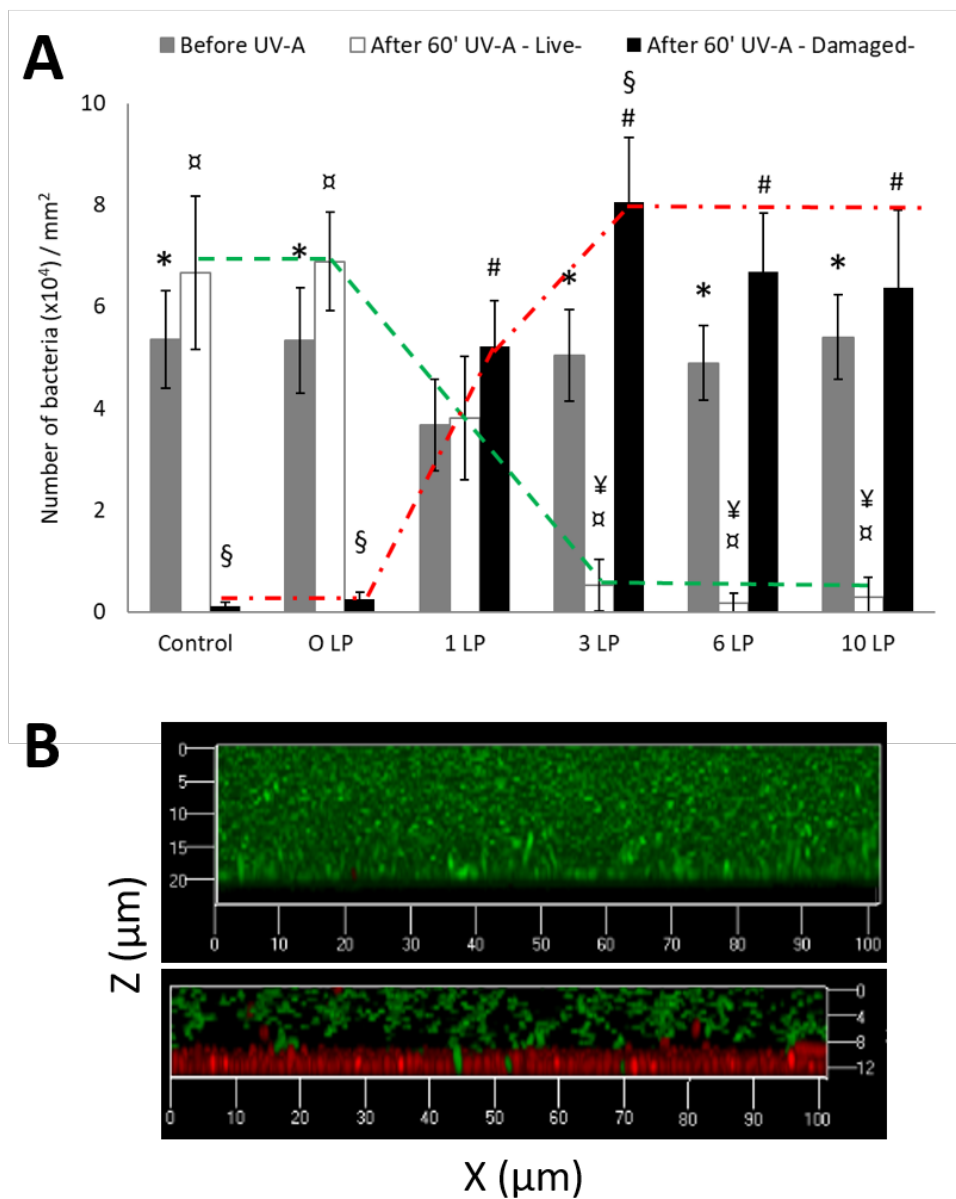 A
Before UV-A After 60' UV-A - Live- After 60' UV-A - Damaged-
Number of bacteria (x10⁴) / mm²
10
8
6
4
2
0
* ¤ §
* ¤ §
#
* ¥ ¤ § #
* ¥ ¤ #
* ¥ ¤ #
Control O LP 1 LP 3 LP 6 LP 10 LP
B
Z (µm)
0
5
10
15
20
0 10 20 30 40 50 60 70 80 90 100
0
4
8
12
0 10 20 30 40 50 60 70 80 90 100
X (µm)